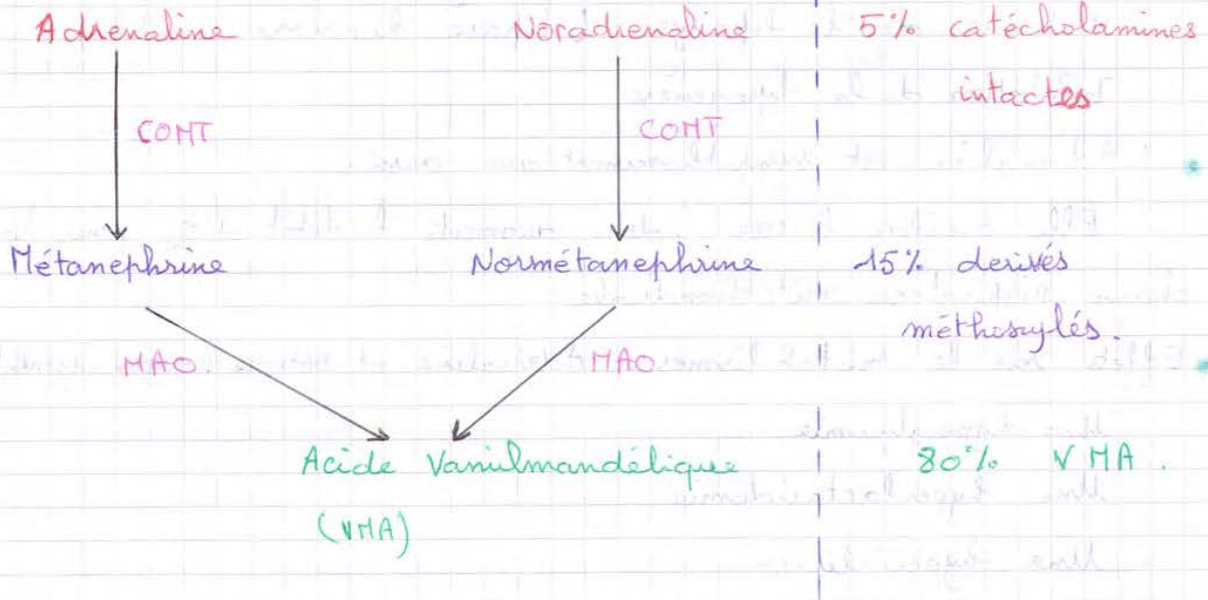 Adrenaline Noradrenaline 5% catécholamines
intactes
COMT COMT
Métanephrine Normétanephrine 15% derivés
méthoxylés.
MAO MAO
Acide Vanilmandélique 80% VMA.
(VMA)